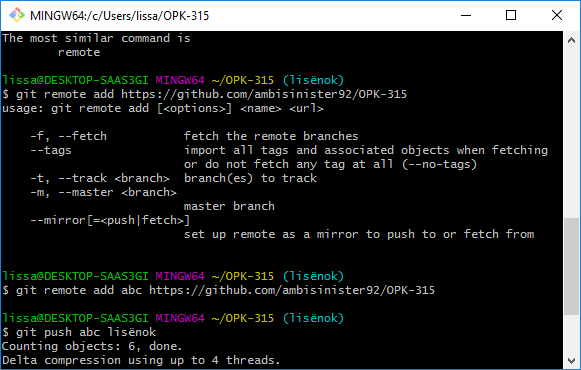 MINGW64:/c/Users/lissa/OPK-315
The most similar command is
remote
lissa@DESKTOP-SAAS3GI MINGW64 ~/OPK-315 (lisënok)
$ git remote add https://github.com/ambisinister92/OPK-315
usage: git remote add [<options>] <name> <url>
-f, --fetch fetch the remote branches
--tags import all tags and associated objects when fetching
or do not fetch any tag at all (--no-tags)
-t, --track <branch> branch(es) to track
-m, --master <branch>
master branch
--mirror[=<push|fetch>]
set up remote as a mirror to push to or fetch from
lissa@DESKTOP-SAAS3GI MINGW64 ~/OPK-315 (lisënok)
$ git remote add abc https://github.com/ambisinister92/OPK-315
lissa@DESKTOP-SAAS3GI MINGW64 ~/OPK-315 (lisënok)
$ git push abc lisënok
Counting objects: 6, done.
Delta compression using up to 4 threads.